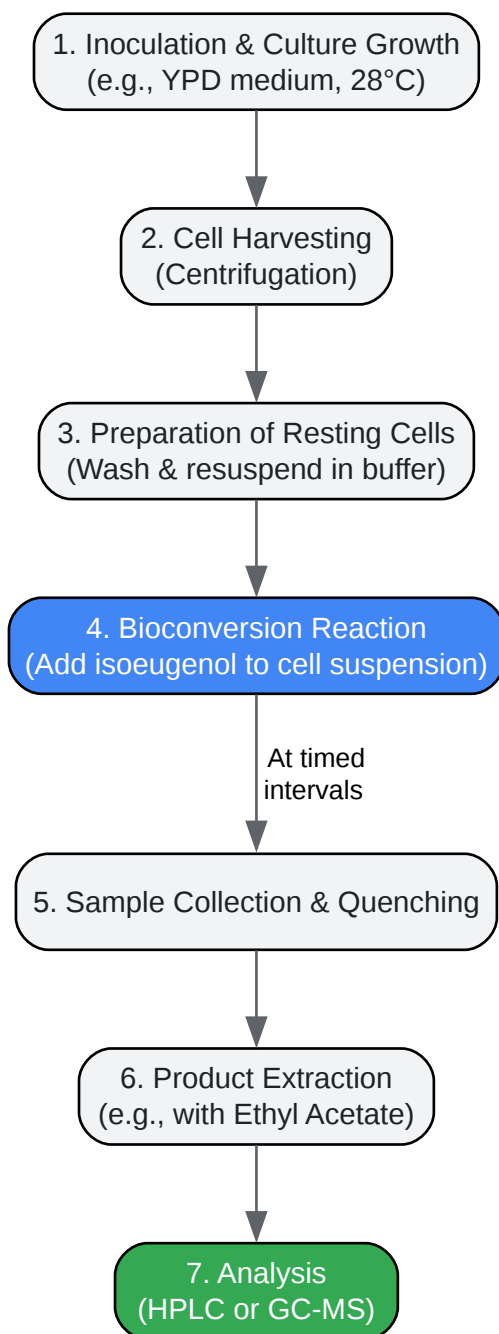 1. Inoculation & Culture Growth
(e.g., YPD medium, 28°C)
2. Cell Harvesting
(Centrifugation)
3. Preparation of Resting Cells
(Wash & resuspend in buffer)
4. Bioconversion Reaction
(Add isoeugenol to cell suspension)
At timed
intervals
5. Sample Collection & Quenching
6. Product Extraction
(e.g., with Ethyl Acetate)
7. Analysis
(HPLC or GC-MS)